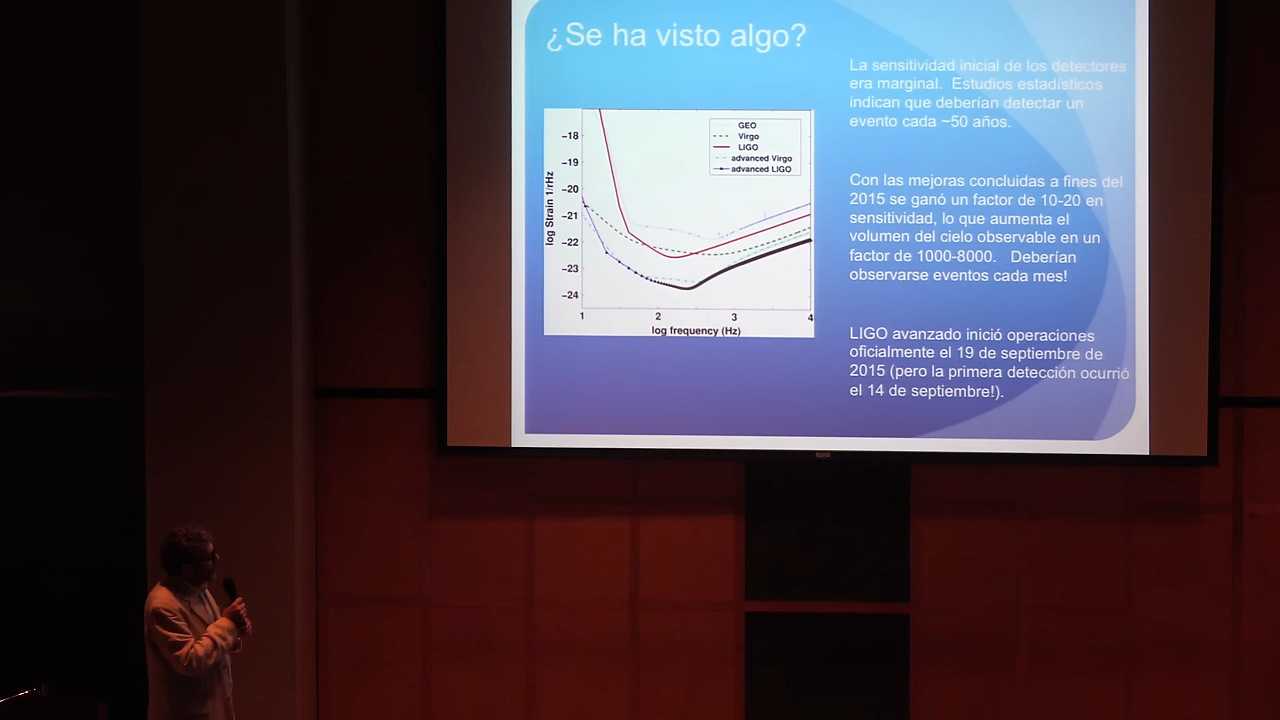 ¿Se ha visto algo?
La sensitividad inicial de los detectores
era marginal. Estudios estadísticos
indican que deberían detectar un
evento cada ~50 años.
Con las mejoras concluidas a fines del
2015 se ganó un factor de 10-20 en
sensitividad, lo que aumenta el
volumen del cielo observable en un
factor de 1000-8000. Deberían
observarse eventos cada mes!
LIGO avanzado inició operaciones
oficialmente el 19 de septiembre de
2015 (pero la primera detección ocurrió
el 14 de septiembre!).
log Strain 1/rHz
-18
-19
-20
-21
-22
-23
-24
GEO
Virgo
LIGO
advanced Virgo
advanced LIGO
1 2 3 4
log frequency (Hz)